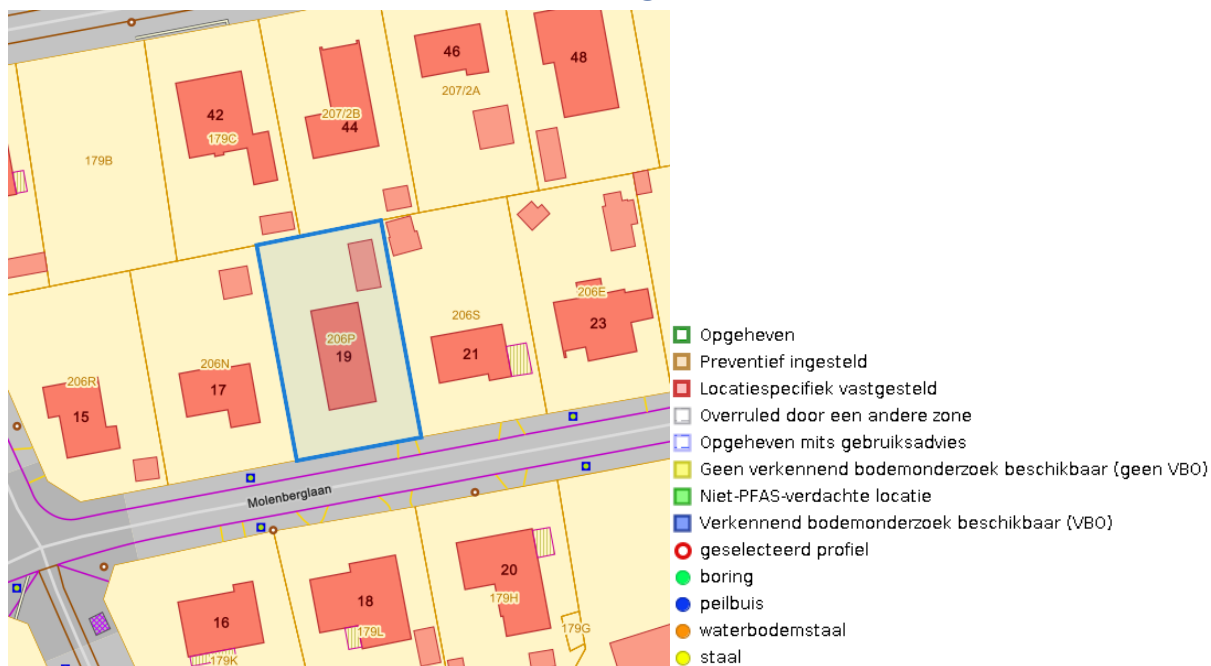 46
48
207/2A
42
207/2B
44
179C
179B
206E
23
206S
21
206P
19
206N
17
206R
15
Molenberglaan
20
179H
18
179L
16
179K
179G
Opgeheven
Preventief ingesteld
Locatiespecifiek vastgesteld
Overruled door een andere zone
Opgeheven mits gebruiksadvies
Geen verkennend bodemonderzoek beschikbaar (geen VBO)
Niet-PFAS-verdachte locatie
Verkennend bodemonderzoek beschikbaar (VBO)
geselecteerd profiel
boring
peilbuis
waterbodemstaal
staal